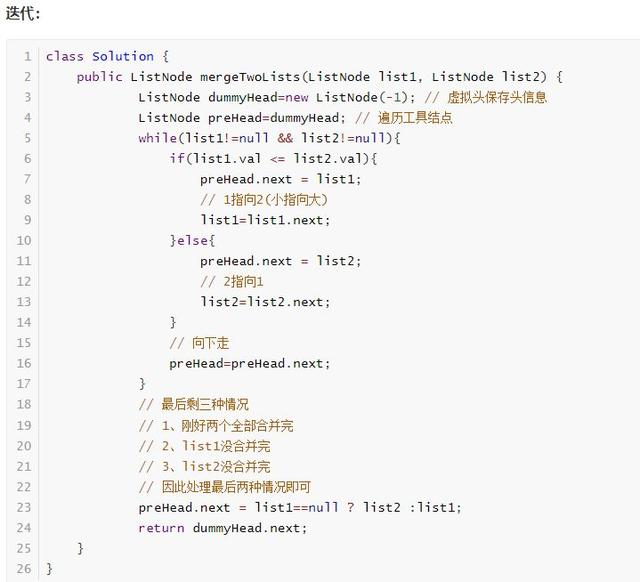 迭代：
1 class Solution {
2 public ListNode mergeTwoLists(ListNode list1, ListNode list2) {
3 ListNode dummyHead=new ListNode(-1); // 虚拟头保存头信息
4 ListNode preHead=dummyHead; // 遍历工具结点
5 while(list1!=null && list2!=null){
6 if(list1.val <= list2.val){
7 preHead.next = list1;
8 // 1指向2(小指向大)
9 list1=list1.next;
10 }else{
11 preHead.next = list2;
12 // 2指向1
13 list2=list2.next;
14 }
15 // 向下走
16 preHead=preHead.next;
17 }
18 // 最后剩三种情况
19 // 1、刚好两个全部合并完
20 // 2、list1没合并完
21 // 3、list2没合并完
22 // 因此处理最后两种情况即可
23 preHead.next = list1==null ? list2 :list1;
24 return dummyHead.next;
25 }
26 }